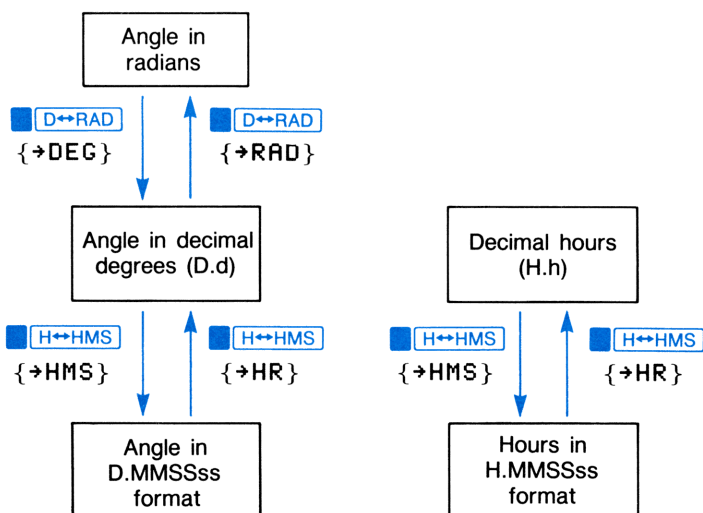 Angle in
radians
D↔RAD D↔RAD
{→DEG} {→RAD}
Angle in decimal
degrees (D.d)
Decimal hours
(H.h)
H↔HMS H↔HMS H↔HMS H↔HMS
{→HMS} {→HR} {→HMS} {→HR}
Angle in
D.MMSSss
format
Hours in
H.MMSSss
format